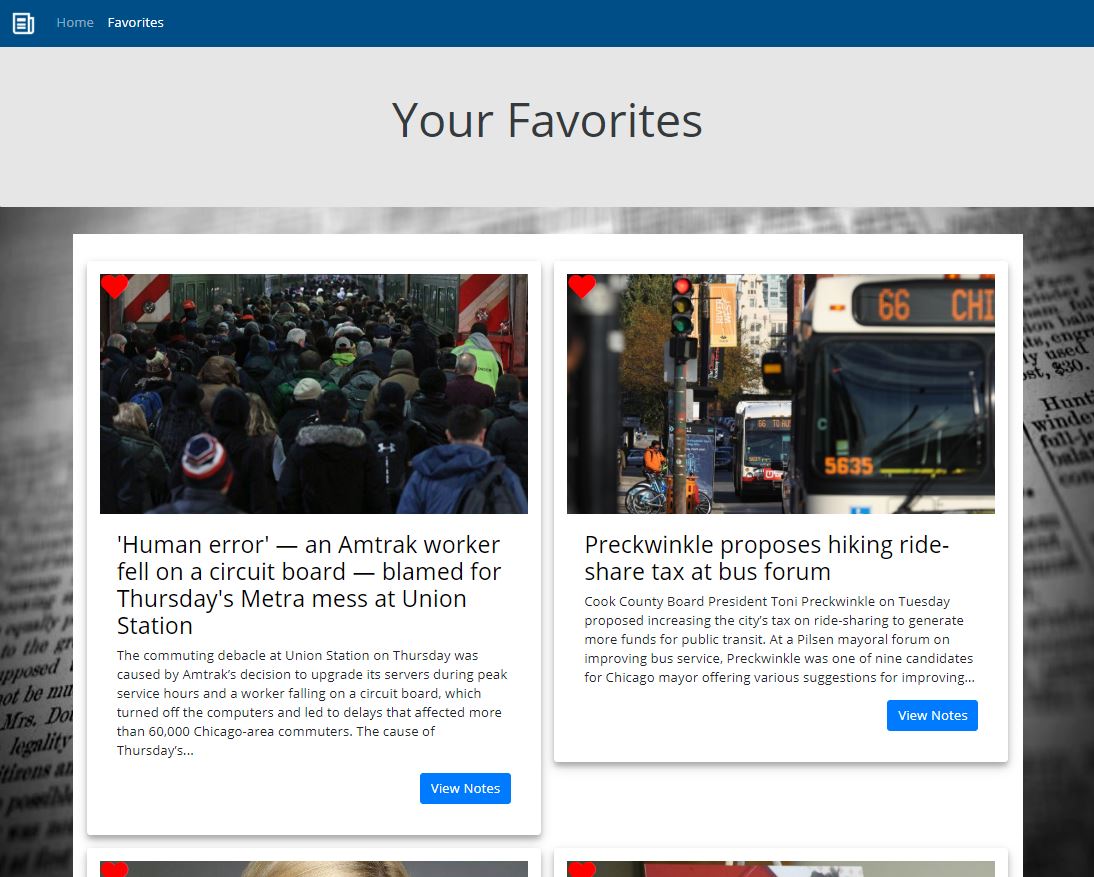 Home Favorites
Your Favorites
'Human error' — an Amtrak worker
fell on a circuit board — blamed for
Thursday's Metra mess at Union
Station
The commuting debacle at Union Station on Thursday was
caused by Amtrak’s decision to upgrade its servers during peak
service hours and a worker falling on a circuit board, which
turned off the computers and led to delays that affected more
than 60,000 Chicago-area commuters. The cause of
Thursday’s...
View Notes
66 CHI
5635
Preckwinkle proposes hiking ride-
share tax at bus forum
Cook County Board President Toni Preckwinkle on Tuesday
proposed increasing the city’s tax on ride-sharing to generate
more funds for public transit. At a Pilsen mayoral forum on
improving bus service, Preckwinkle was one of nine candidates
for Chicago mayor offering various suggestions for improving...
View Notes
Mrs.
legality
possible
$30.